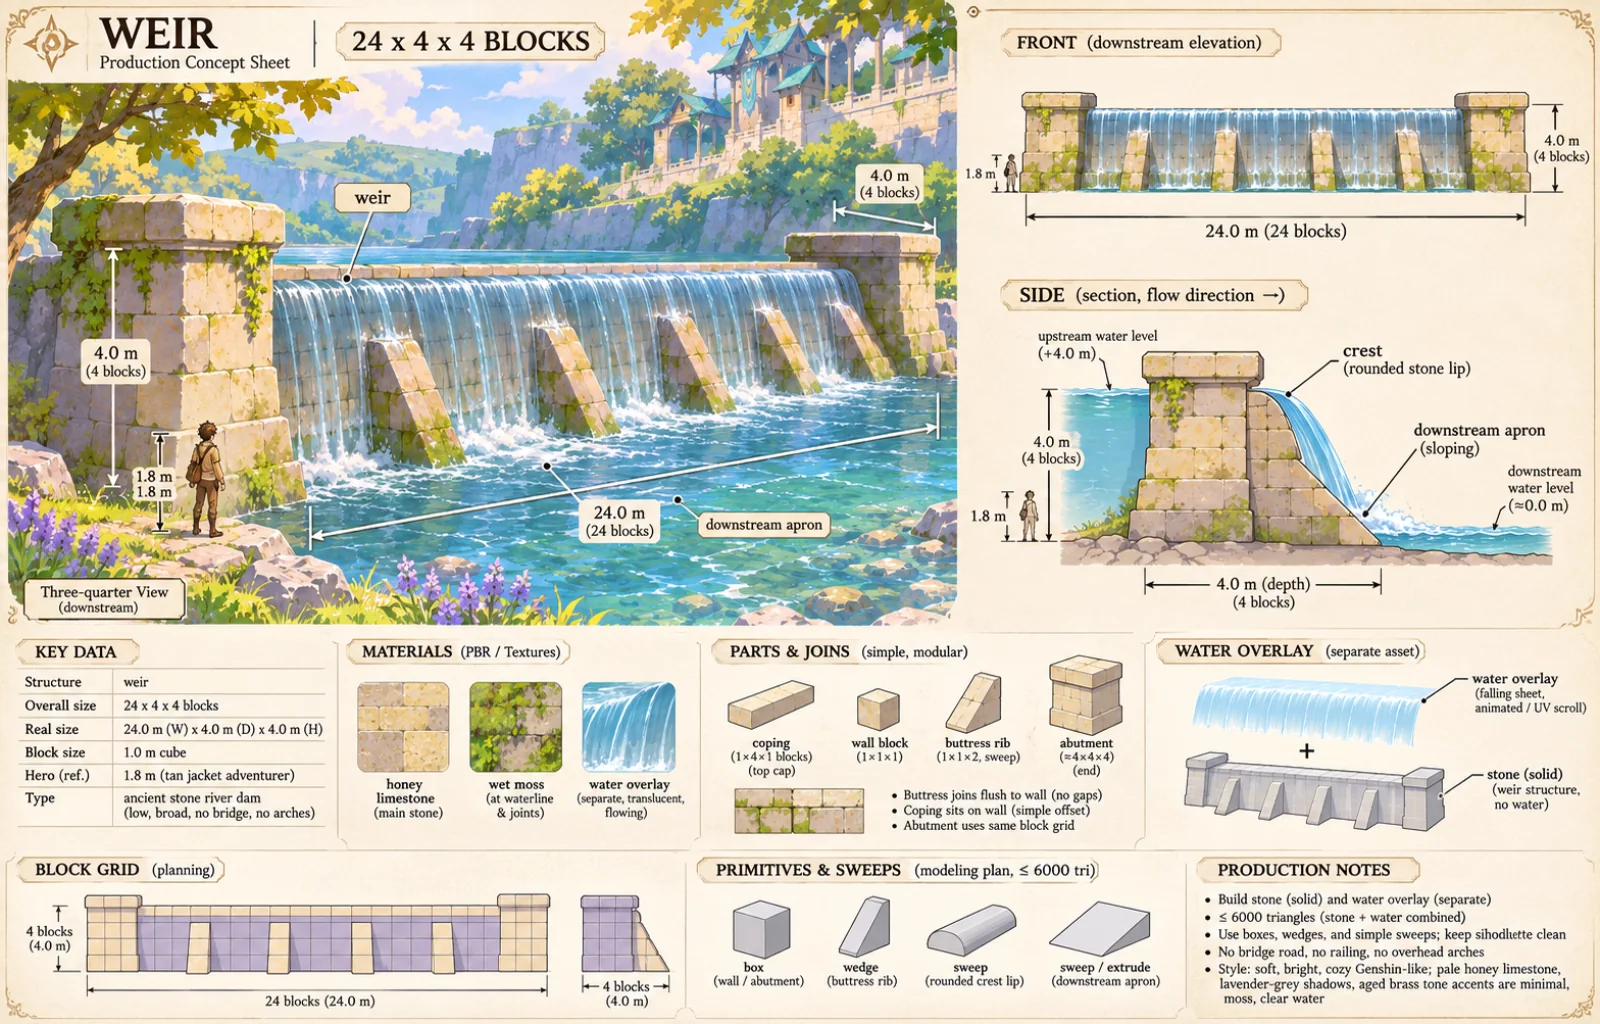 WEIR
Production Concept Sheet
24 x 4 x 4 BLOCKS
weir
4.0 m
(4 blocks)
4.0 m
(4 blocks)
1.8 m
1.8 m
24.0 m
(24 blocks)
downstream apron
Three-quarter View
(downstream)
FRONT (downstream elevation)
1.8 m
4.0 m
(4 blocks)
24.0 m (24 blocks)
SIDE (section, flow direction →)
upstream water level
(+4.0 m)
crest
(rounded stone lip)
4.0 m
(4 blocks)
downstream apron
(sloping)
downstream
water level
(≈0.0 m)
1.8 m
4.0 m (depth)
(4 blocks)
KEY DATA
Structure weir
Overall size 24 x 4 x 4 blocks
Real size 24.0 m (W) x 4.0 m (D) x 4.0 m (H)
Block size 1.0 m cube
Hero (ref.) 1.8 m (tan jacket adventurer)
Type ancient stone river dam
(low, broad, no bridge, no arches)
MATERIALS (PBR / Textures)
honey
limestone
(main stone)
wet moss
(at waterline
& joints)
water overlay
(separate, translucent,
flowing)
PARTS & JOINS (simple, modular)
coping
(1×4×1 blocks)
(top cap)
wall block
(1×1×1)
buttress rib
(1×1×2, sweep)
abutment
(≈4×4×4)
(end)
• Buttress joins flush to wall (no gaps)
• Coping sits on wall (simple offset)
• Abutment uses same block grid
WATER OVERLAY (separate asset)
water overlay
(falling sheet,
animated / UV scroll)
+
stone (solid)
(weir structure,
no water)
BLOCK GRID (planning)
4 blocks
(4.0 m)
24 blocks (24.0 m)
4 blocks
(4.0 m)
PRIMITIVES & SWEEPS (modeling plan, ≤ 6000 tri)
box
(wall / abutment)
wedge
(buttress rib)
sweep
(rounded crest lip)
sweep / extrude
(downstream apron)
PRODUCTION NOTES
• Build stone (solid) and water overlay (separate)
• ≤ 6000 triangles (stone + water combined)
• Use boxes, wedges, and simple sweeps; keep sihodlette clean
• No bridge road, no railing, no overhead arches
• Style: soft, bright, cozy Genshin-like; pale honey limestone,
lavender-grey shadows, aged brass tone accents are minimal,
moss, clear water